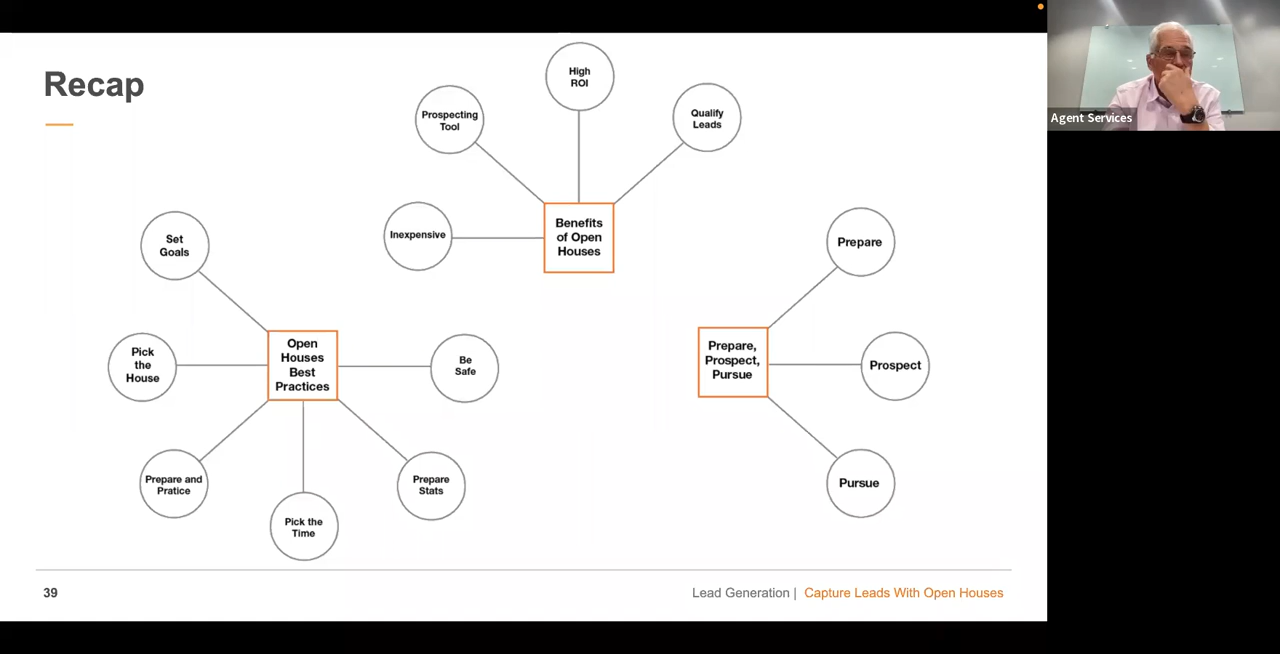 Recap
High
ROI
Prospecting
Tool
Qualify
Leads
Inexpensive
Benefits
of Open
Houses
Set
Goals
Pick
the
House
Open
Houses
Best
Practices
Be
Safe
Prepare and
Pratice
Pick the
Time
Prepare
Stats
Prepare,
Prospect,
Pursue
Prepare
Prospect
Pursue
39
Lead Generation | Capture Leads With Open Houses
Agent Services